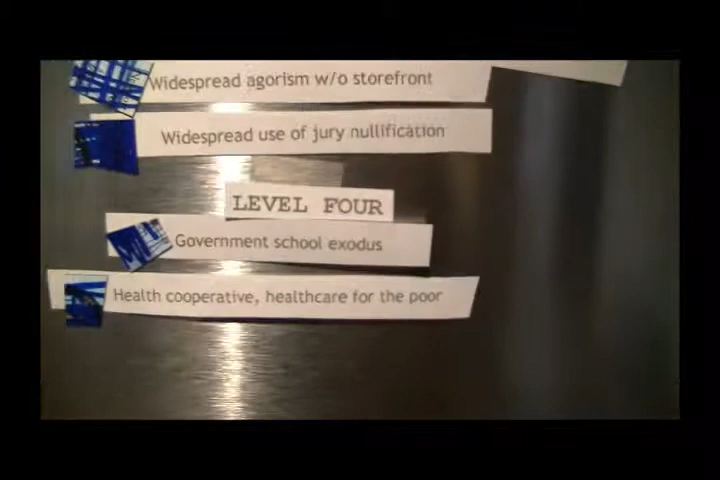 Widespread agorism w/o storefront
Widespread use of jury nullification
LEVEL FOUR
Government school exodus
Health cooperative, healthcare for the poor